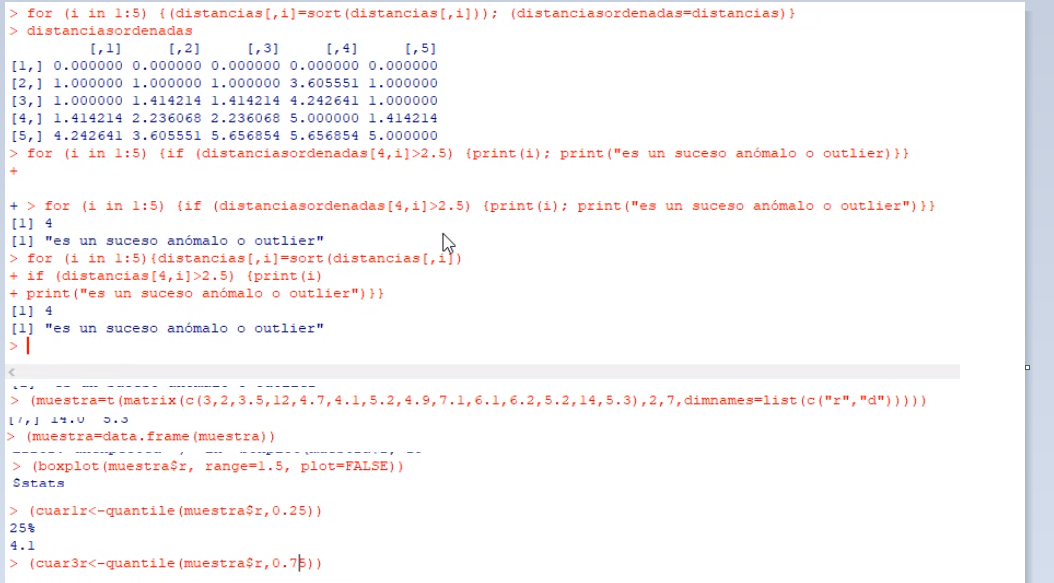 > for (i in 1:5) {(distancias[,i]=sort(distancias[,i])); (distanciasordenadas=distancias)}
> distanciasordenadas
[,1] [,2] [,3] [,4] [,5]
[1,] 0.000000 0.000000 0.000000 0.000000 0.000000
[2,] 1.000000 1.000000 1.000000 3.605551 1.000000
[3,] 1.000000 1.414214 1.414214 4.242641 1.000000
[4,] 1.414214 2.236068 2.236068 5.000000 1.414214
[5,] 4.242641 3.605551 5.656854 5.656854 5.000000
> for (i in 1:5) {if (distanciasordenadas[4,i]>2.5) {print(i); print("es un suceso anómalo o outlier)}}
+
+ > for (i in 1:5) {if (distanciasordenadas[4,i]>2.5) {print(i); print("es un suceso anómalo o outlier")}}
[1] 4
[1] "es un suceso anómalo o outlier"
> for (i in 1:5){distancias[,i]=sort(distancias[,i])
+ if (distancias[4,i]>2.5) {print(i)
+ print("es un suceso anómalo o outlier")}}
[1] 4
[1] "es un suceso anómalo o outlier"
>
> (muestra=t(matrix(c(3,2,3.5,12,4.7,4.1,5.2,4.9,7.1,6.1,6.2,5.2,14,5.3),2,7,dimnames=list(c("r","d")))))
[7,] 14.0 5.3
> (muestra=data.frame(muestra))
> (boxplot(muestra$r, range=1.5, plot=FALSE))
$stats
> (cuar1r<-quantile(muestra$r,0.25))
25%
4.1
> (cuar3r<-quantile(muestra$r,0.75))